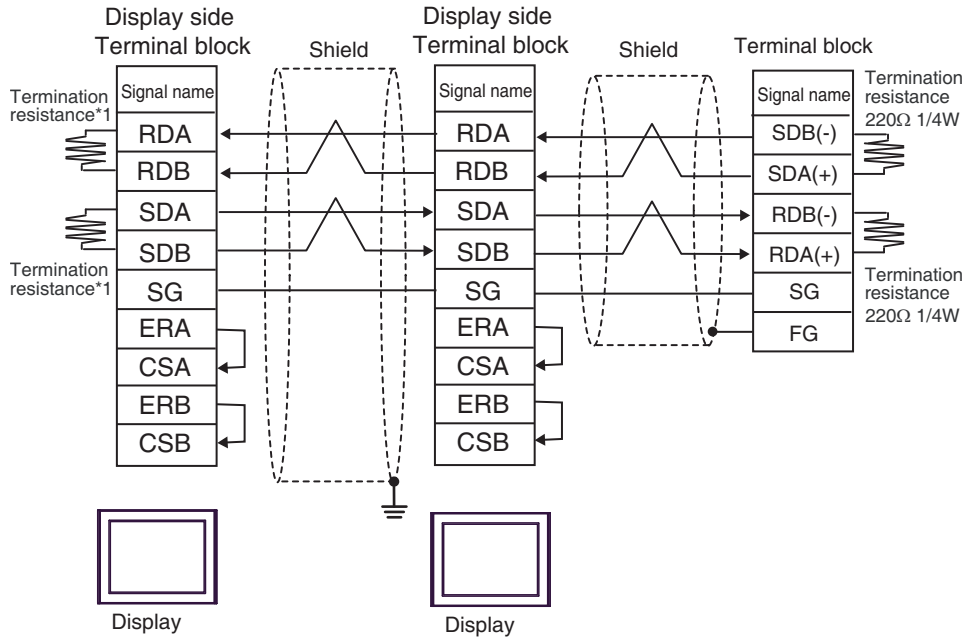 Display side
Terminal block
Shield
Display side
Terminal block
Shield
Terminal block
Termination
resistance*1
Termination
resistance*1
Signal name
RDA
RDB
SDA
SDB
SG
ERA
CSA
ERB
CSB
Signal name
RDA
RDB
SDA
SDB
SG
ERA
CSA
ERB
CSB
Signal name
SDB(-)
SDA(+)
RDB(-)
RDA(+)
SG
FG
Termination
resistance
220Ω 1/4W
Termination
resistance
220Ω 1/4W
Display
Display